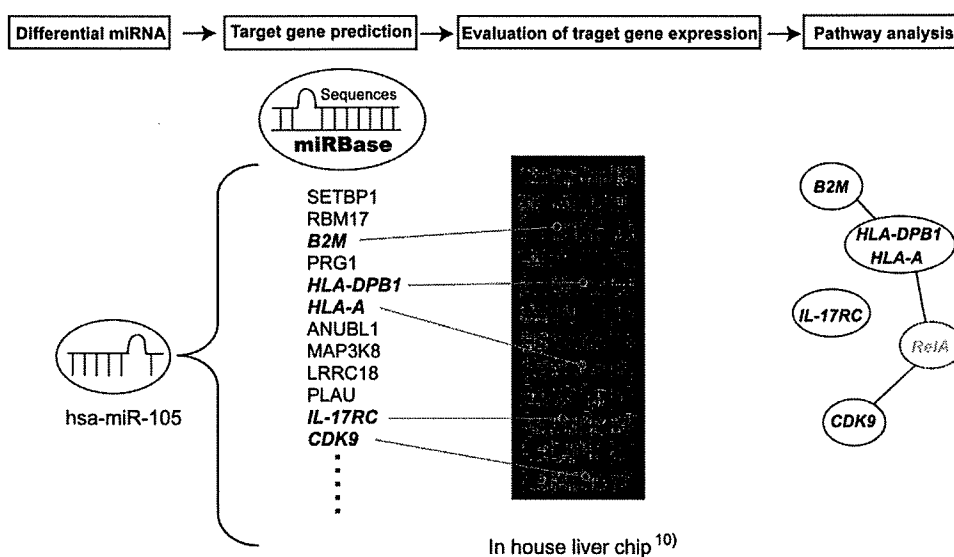 Differential miRNA
Target gene prediction
Evaluation of traget gene expression
Pathway analysis
Sequences
miRBase
SETBP1
RBM17
B2M
PRG1
HLA-DPB1
HLA-A
ANUBL1
MAP3K8
LRRC18
PLAU
IL-17RC
CDK9
hsa-miR-105
In house liver chip 10)
B2M
HLA-DPB1
HLA-A
IL-17RC
RelA
CDK9